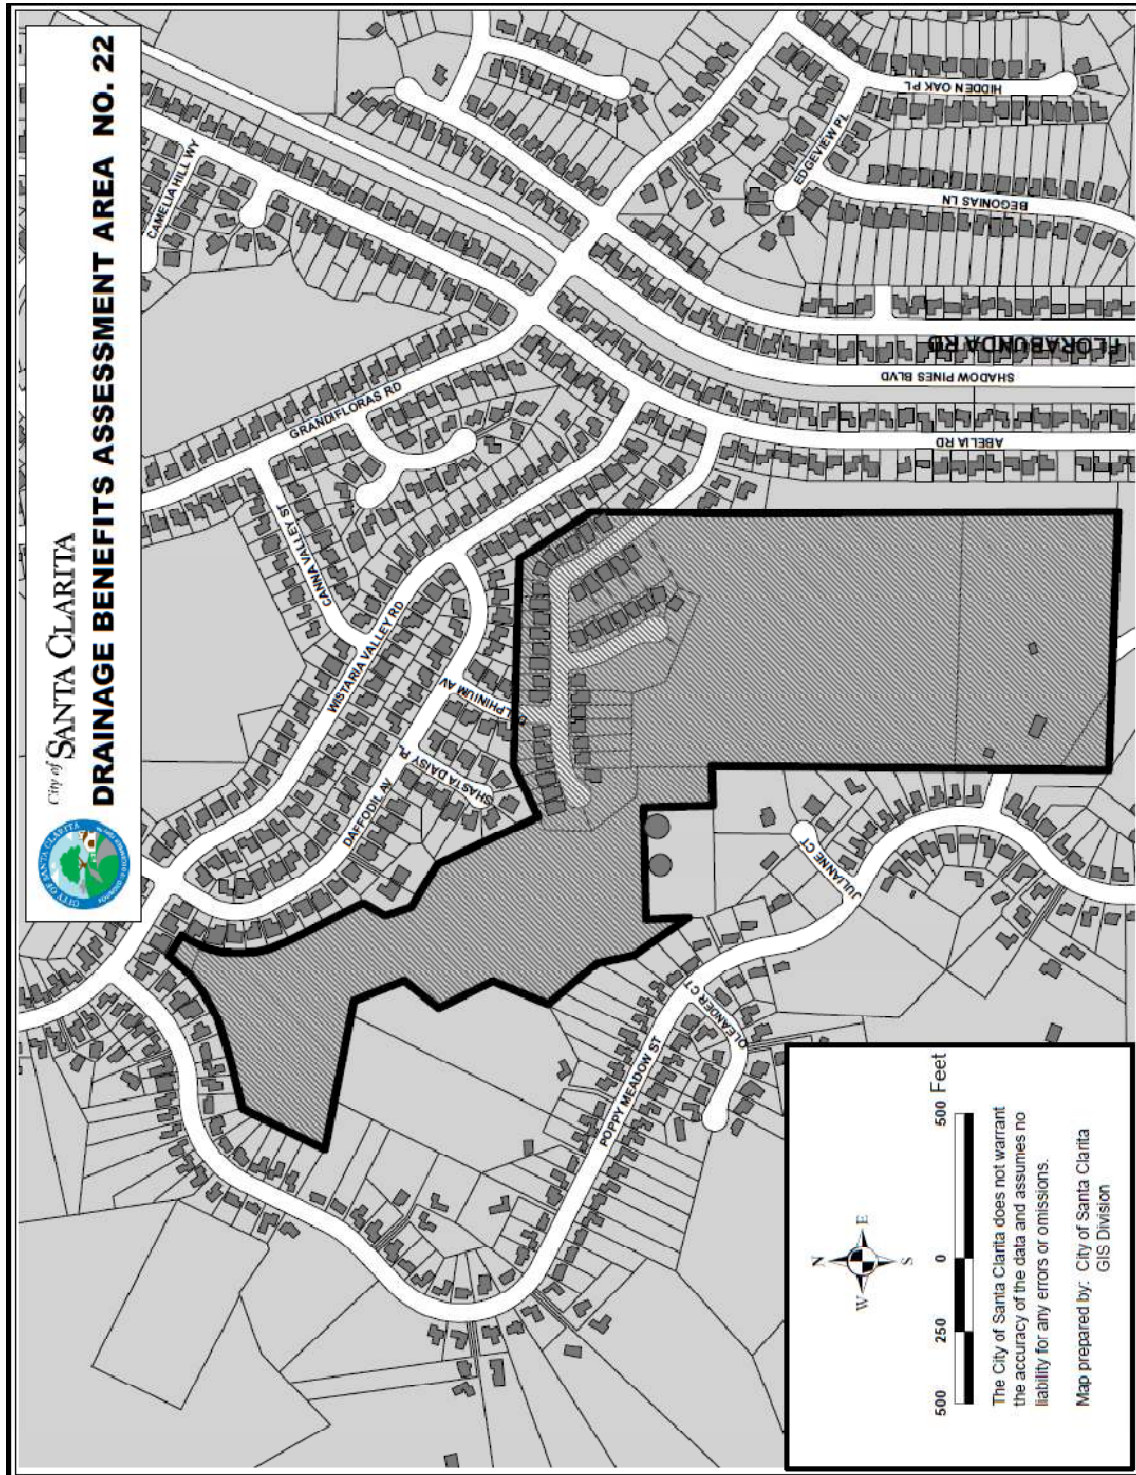 City of SANTA CLARITA
DRAINAGE BENEFITS ASSESSMENT AREA NO. 22
CITY OF SANTA CLARITA
CAMELIA HILL WY
HIDDEN OAK PL
EDGEVIEW PL
BEGONIAS LN
GRANDIFLORAS RD
FLORABUNDA RD
SHADOW PINES BLVD
ABELIA RD
CANNA VALLEY ST
WISTARIA VALLEY RD
LPHINIUM AV
SHASTA DAISY PL
DAFFODIL AV
JULIANNE CT
OLEANDER CT
POPPY MEADOW ST
N
W
E
S
500 250 0 500 Feet
The City of Santa Clarita does not warrant
the accuracy of the data and assumes no
liability for any errors or omissions.
Map prepared by: City of Santa Clarita
GIS Division